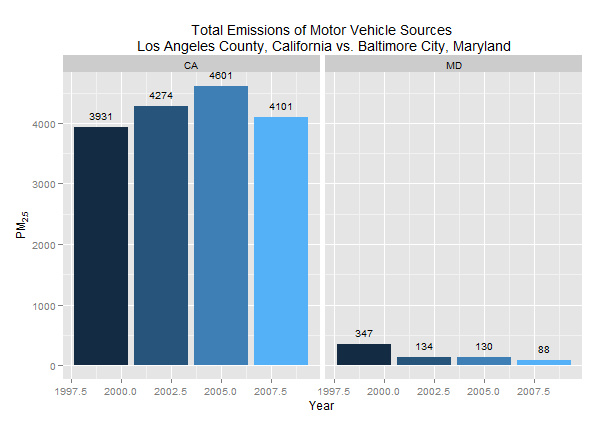 Total Emissions of Motor Vehicle Sources
Los Angeles County, California vs. Baltimore City, Maryland
CA
MD
4601
4274
3931
4101
347
134
130
88
4000
3000
2000
1000
0
PM2.5
1997.5 2000.0 2002.5 2005.0 2007.5
1997.5 2000.0 2002.5 2005.0 2007.5
Year